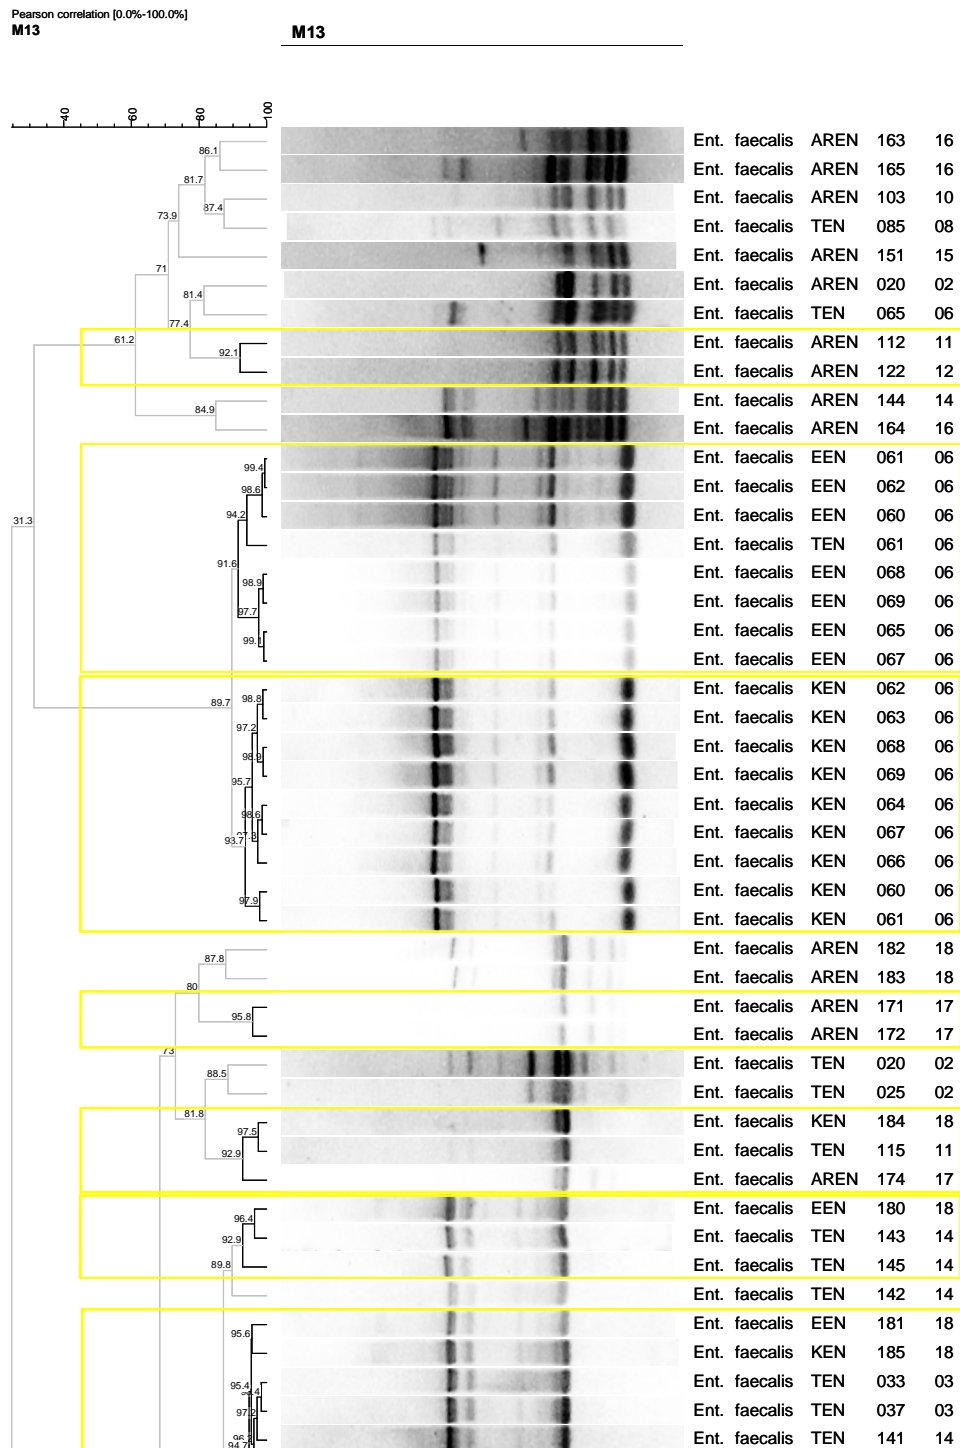 Pearson correlation [0.0%-100.0%]
M13
M13
40 60 80 100
Ent. faecalis AREN 163 16
86.1
Ent. faecalis AREN 165 16
81.7
Ent. faecalis AREN 103 10
87.4
73.9
Ent. faecalis TEN 085 08
Ent. faecalis AREN 151 15
71
Ent. faecalis AREN 020 02
81.4
Ent. faecalis TEN 065 06
77.4
61.2
Ent. faecalis AREN 112 11
92.1
Ent. faecalis AREN 122 12
Ent. faecalis AREN 144 14
84.9
Ent. faecalis AREN 164 16
Ent. faecalis EEN 061 06
99.4
Ent. faecalis EEN 062 06
98.6
Ent. faecalis EEN 060 06
94.2
31.3
Ent. faecalis TEN 061 06
91.6
Ent. faecalis EEN 068 06
98.9
Ent. faecalis EEN 069 06
97.7
Ent. faecalis EEN 065 06
99.1
Ent. faecalis EEN 067 06
Ent. faecalis KEN 062 06
98.8
89.7
Ent. faecalis KEN 063 06
97.2
Ent. faecalis KEN 068 06
98.9
Ent. faecalis KEN 069 06
95.7
Ent. faecalis KEN 064 06
98.6
Ent. faecalis KEN 067 06
93.7
Ent. faecalis KEN 066 06
Ent. faecalis KEN 060 06
97.9
Ent. faecalis KEN 061 06
Ent. faecalis AREN 182 18
87.8
Ent. faecalis AREN 183 18
80
Ent. faecalis AREN 171 17
95.8
Ent. faecalis AREN 172 17
73
Ent. faecalis TEN 020 02
88.5
Ent. faecalis TEN 025 02
81.8
Ent. faecalis KEN 184 18
97.5
Ent. faecalis TEN 115 11
92.9
Ent. faecalis AREN 174 17
Ent. faecalis EEN 180 18
96.4
Ent. faecalis TEN 143 14
92.9
Ent. faecalis TEN 145 14
89.8
Ent. faecalis TEN 142 14
Ent. faecalis EEN 181 18
95.6
Ent. faecalis KEN 185 18
Ent. faecalis TEN 033 03
95.4
Ent. faecalis TEN 037 03
97.2
Ent. faecalis TEN 141 14
94.7